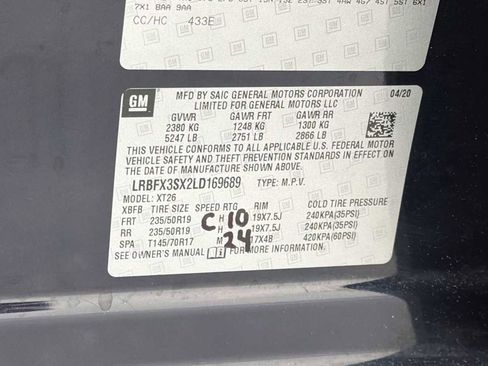 7X1 8AA 9AA
CC/HC 433E
GM
MFD BY SAIC GENERAL MOTORS CORPORATION 04/20
LIMITED FOR GENERAL MOTORS LLC
GVWR GAWR FRT GAWR RR
2380 KG 1248 KG 1300 KG
5247 LB 2751 LB 2866 LB
THIS VEHICLE CONFORMS TO ALL APPLICABLE U.S. FEDERAL MOTOR
VEHICLE SAFETY AND THEFT PREVENTION STANDARDS IN EFFECT ON
THE DATE OF MANUFACTURE SHOWN ABOVE.
LRBFX3SX2LD169689 TYPE: M.P.V.
MODEL: XT26
XBFB TIRE SIZE SPEED RTG RIM COLD TIRE PRESSURE
FRT 235/50R19 H 19X7.5J 240KPA(35PSI)
RR 235/50R19 H 19X7.5J 240KPA(35PSI)
SPA T145/70R17 M 17X4B 420KPA(60PSI)
SEE OWNER'S MANUAL FOR MORE INFORMATION.
C 10
24